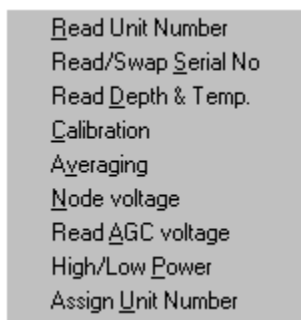 Read Unit Number
Read/Swap Serial No
Read Depth & Temp.
Calibration
Averaging
Node voltage
Read AGC voltage
High/Low Power
Assign Unit Number